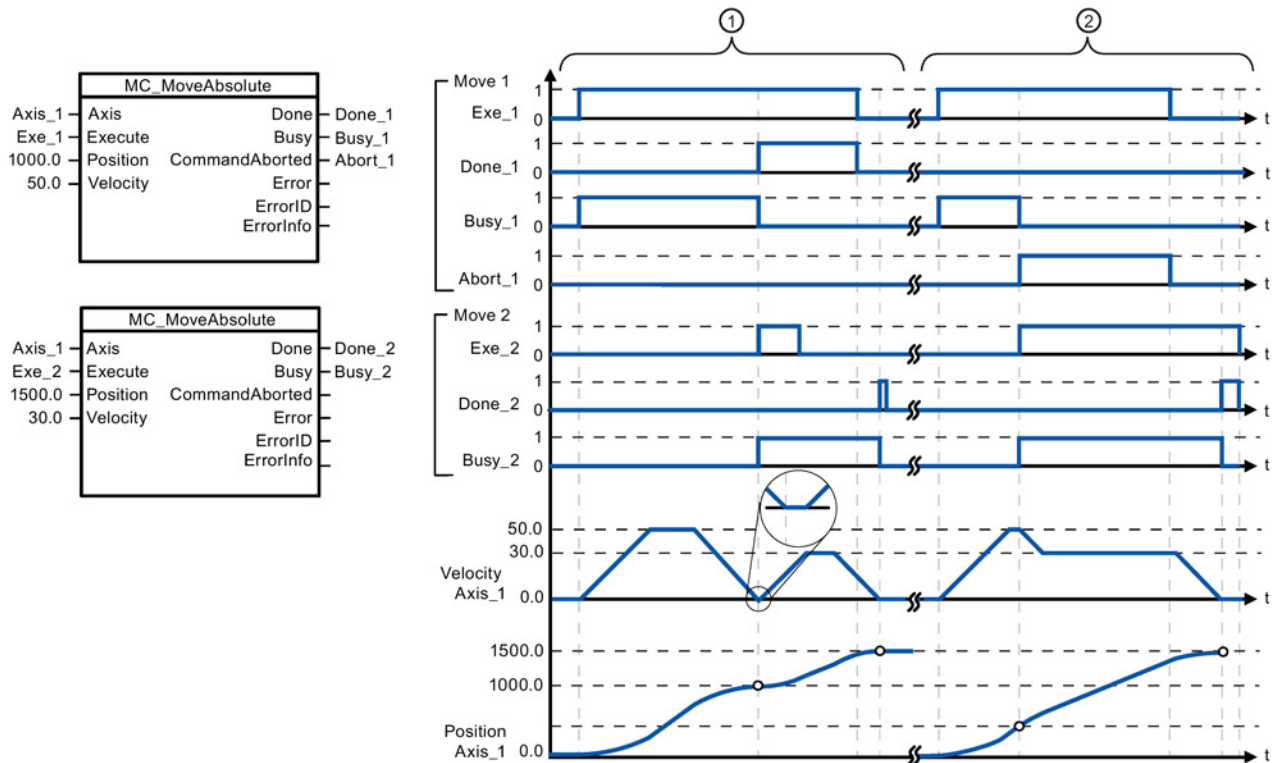 ① ②
MC_MoveAbsolute
Axis_1 Axis Done Done_1
Exe_1 Execute Busy Busy_1
1000.0 Position CommandAborted Abort_1
50.0 Velocity Error
ErrorID
ErrorInfo
MC_MoveAbsolute
Axis_1 Axis Done Done_2
Exe_2 Execute Busy Busy_2
1500.0 Position CommandAborted
30.0 Velocity Error
ErrorID
ErrorInfo
Move 1
1
Exe_1 0 t
1
Done_1 0 t
1
Busy_1 0 t
1
Abort_1 0 t
Move 2
1
Exe_2 0 t
1
Done_2 0 t
1
Busy_2 0 t
50.0
30.0
Velocity
Axis_1 0.0 t
1500.0
1000.0
Position
Axis_1 0.0 t